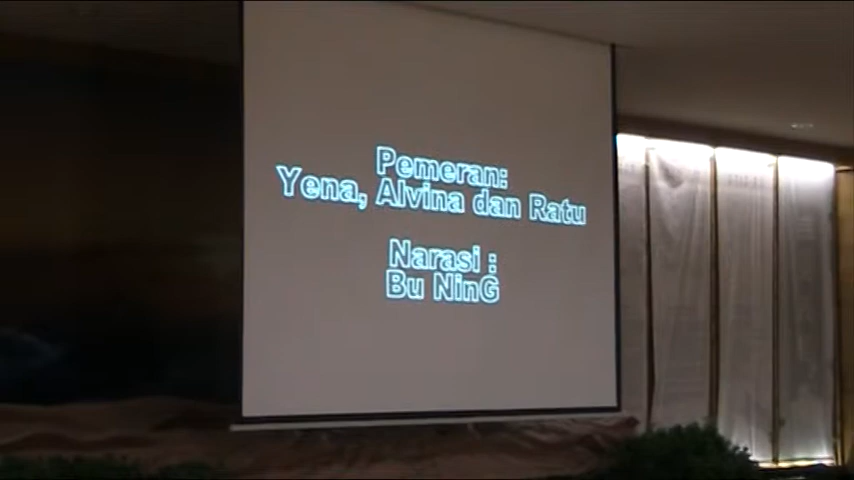 Pemeran:
Yena, Alvina dan Ratu
Narasi :
Bu NinG